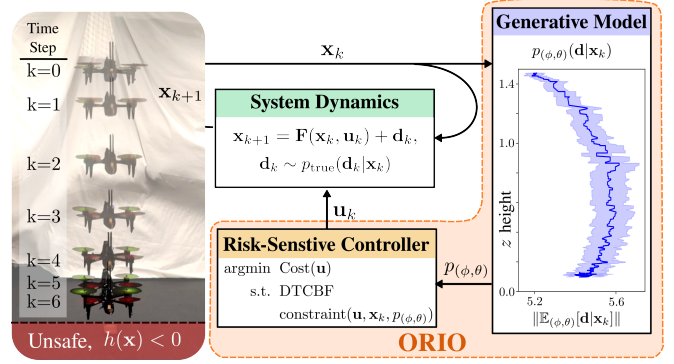 Time
Step
k=0
k=1
k=2
k=3
k=4
k=5
k=6
Unsafe, h(x) < 0
x_k
x_{k+1}
System Dynamics
x_{k+1} = F(x_k, u_k) + d_k,
d_k ∼ p_true(d_k|x_k)
u_k
Risk-Senstive Controller
argmin Cost(u)
s.t. DTCBF
constraint(u, x_k, p_{(ϕ,θ)})
p_{(ϕ,θ)}
ORIO
Generative Model
p_{(ϕ,θ)}(d|x_k)
1.4
1.0
z height
0.0
5.2 5.6
‖𝔼_{(ϕ,θ)}[d|x_k]‖